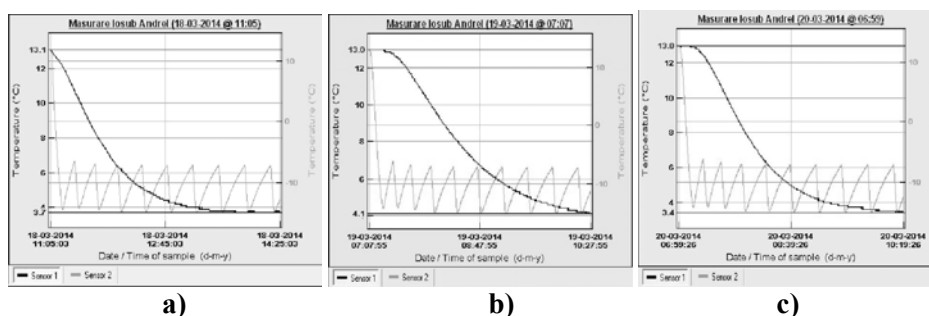 Masurare Iosub Andrei (18-03-2014 @ 11:05)
13.1
12
10
8
6
4
3.7
10
0
-10
Temperature (°C)
Temperature (°C)
18-03-2014
11:05:03
18-03-2014
12:45:03
18-03-2014
14:25:03
Date / Time of sample (d-m-y)
Sensor 1
Sensor 2
a)
Masurare Iosub Andrei (19-03-2014 @ 07:07)
13.0
12
10
8
6
4.1
10
0
-10
Temperature (°C)
Temperature (°C)
19-03-2014
07:07:55
19-03-2014
08:47:55
19-03-2014
10:27:55
Date / Time of sample (d-m-y)
Sensor 1
Sensor 2
b)
Masurare Iosub Andrei (20-03-2014 @ 06:59)
13.0
12
10
8
6
4
3.4
10
0
-10
Temperature (°C)
Temperature (°C)
20-03-2014
06:59:26
20-03-2014
08:39:26
20-03-2014
10:19:26
Date / Time of sample (d-m-y)
Sensor 1
Sensor 2
c)